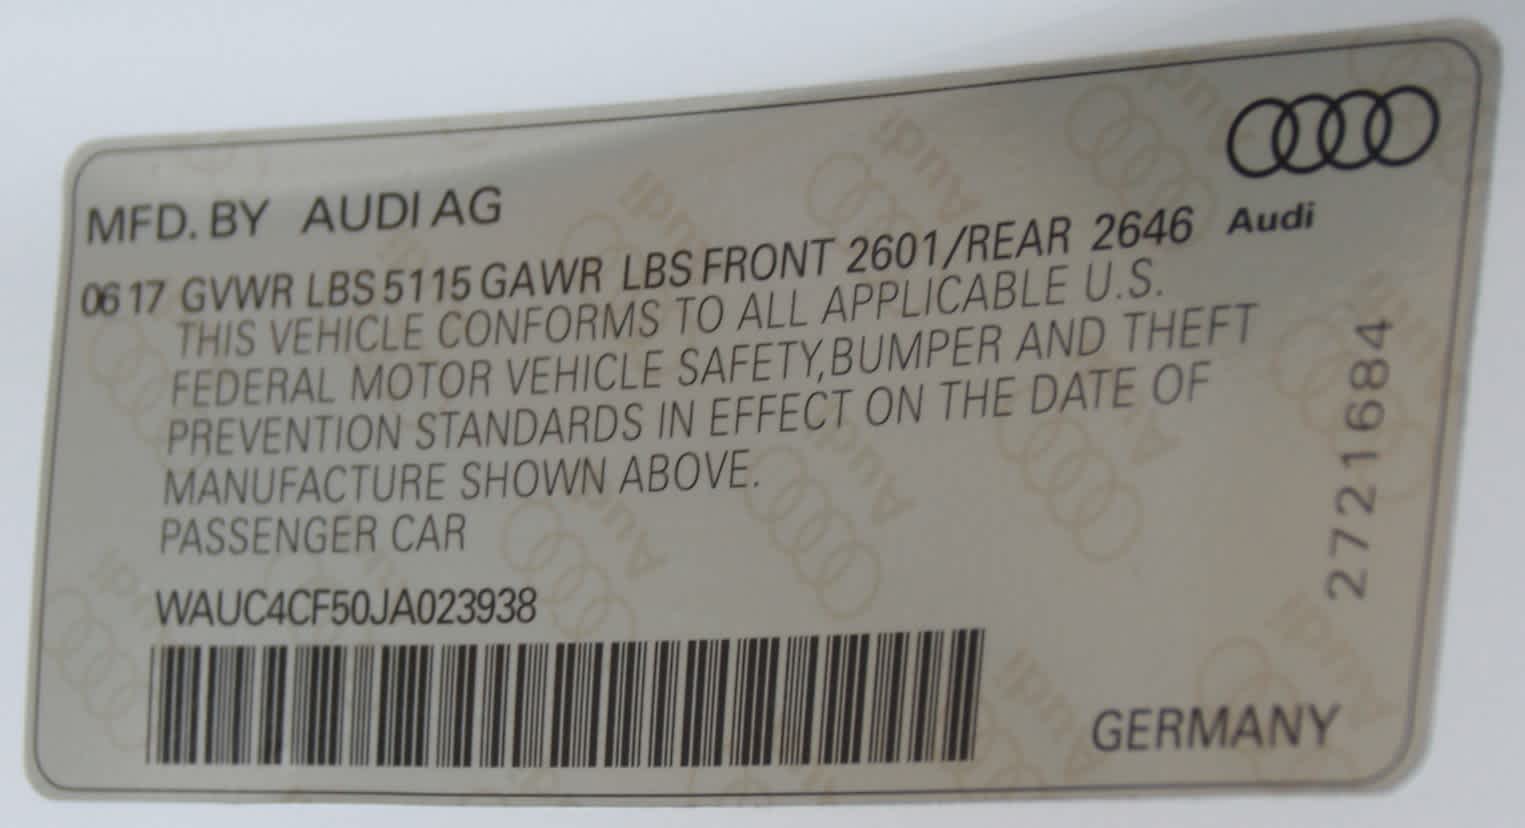 MFD. BY AUDI AG
06 17 GVWR LBS 5115 GAWR LBS FRONT 2601/REAR 2646
Audi
THIS VEHICLE CONFORMS TO ALL APPLICABLE U.S.
FEDERAL MOTOR VEHICLE SAFETY, BUMPER AND THEFT
PREVENTION STANDARDS IN EFFECT ON THE DATE OF
MANUFACTURE SHOWN ABOVE.
PASSENGER CAR
WAUC4CF50JA023938
2721684
GERMANY